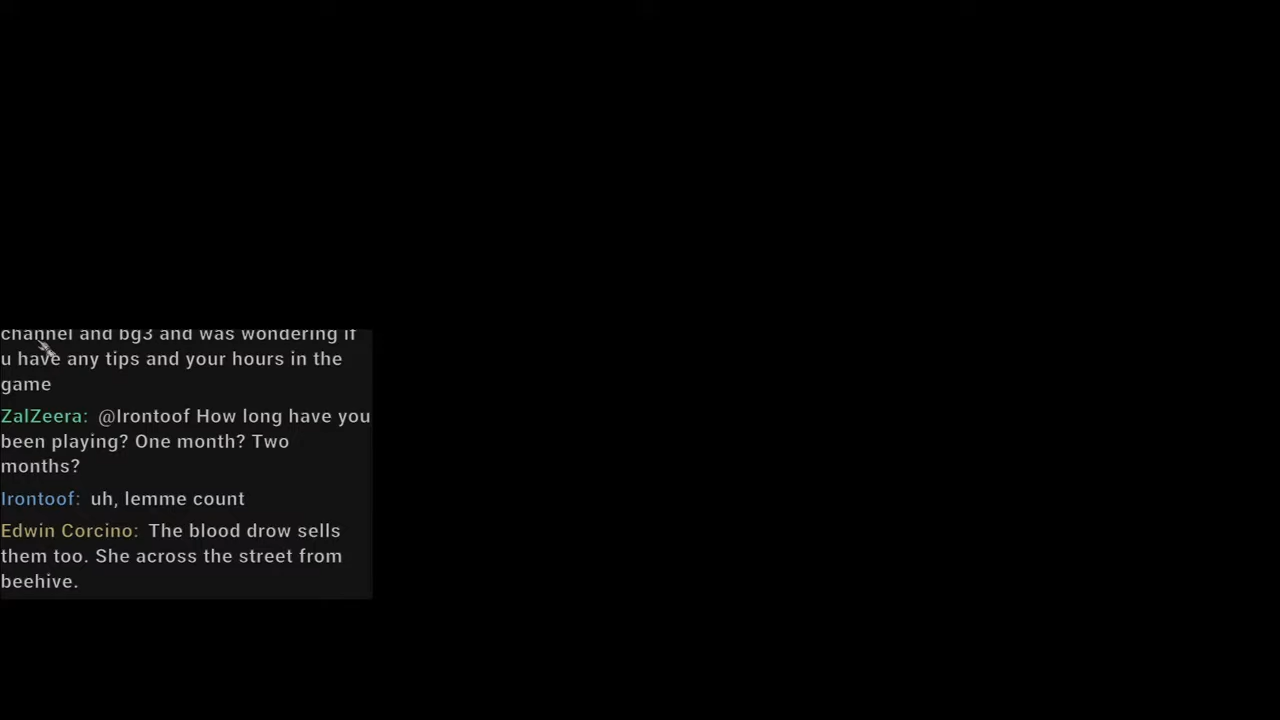 channel and bg3 and was wondering if
u have any tips and your hours in the
game
ZalZeera: @Irontoof How long have you
been playing? One month? Two
months?
Irontoof: uh, lemme count
Edwin Corcino: The blood drow sells
them too. She across the street from
beehive.